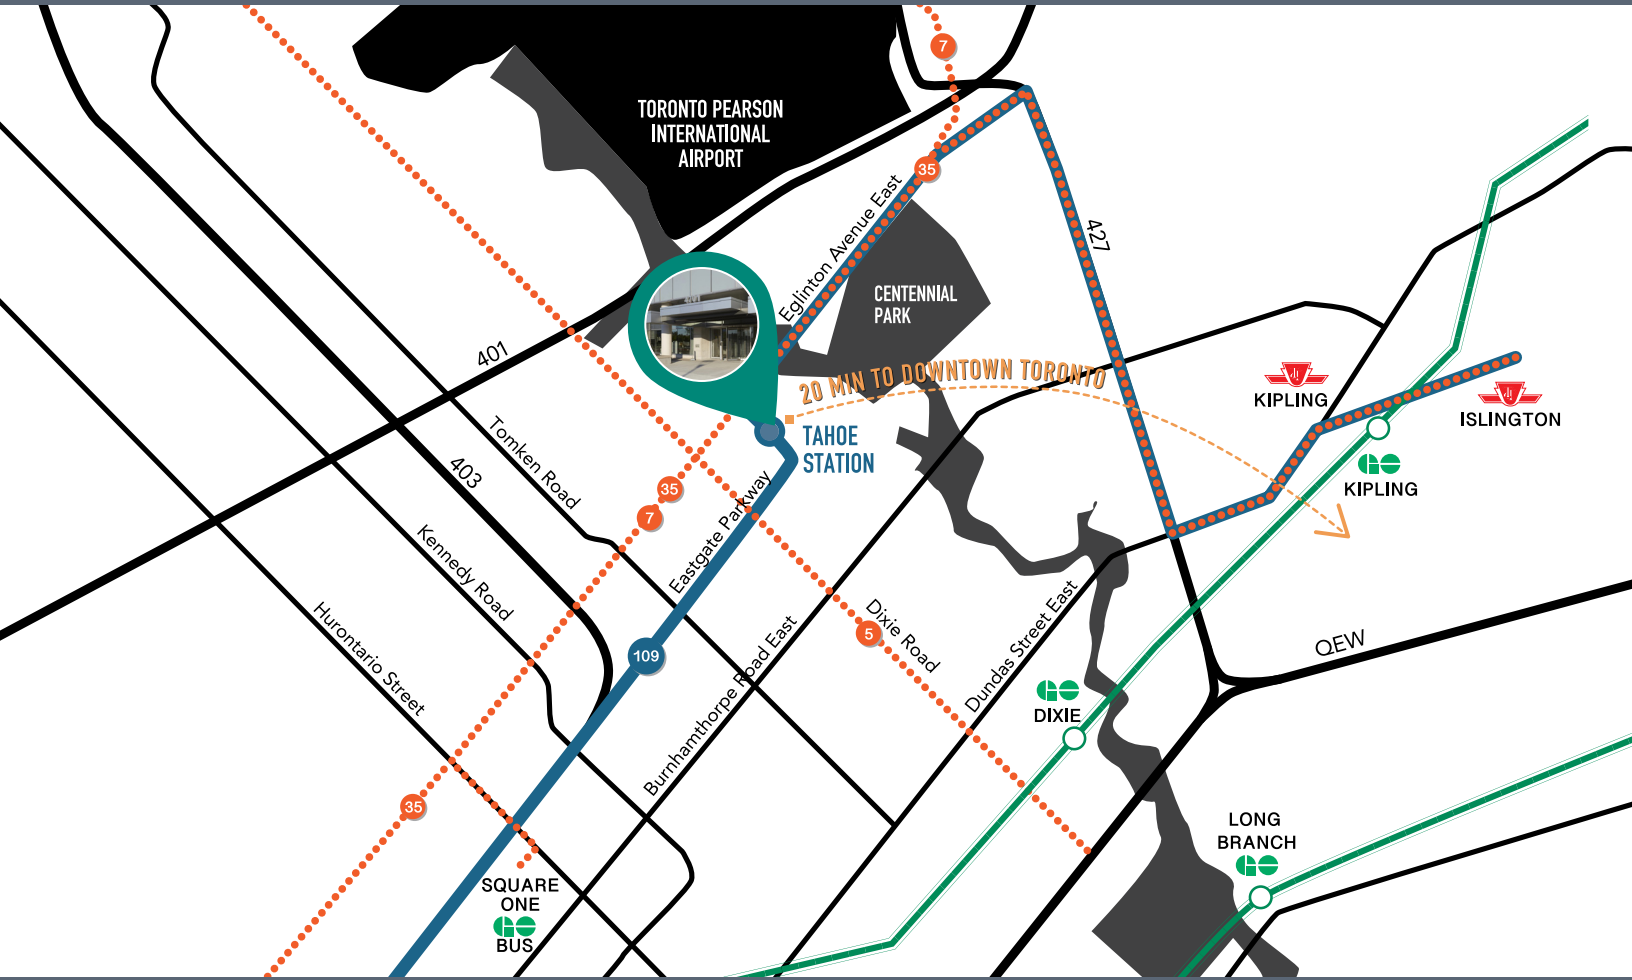 7
TORONTO PEARSON
INTERNATIONAL
AIRPORT
35
Eglinton Avenue East
427
CENTENNIAL
PARK
401
20 MIN TO DOWNTOWN TORONTO
KIPLING
ISLINGTON
TAHOE
STATION
Tomken Road
403
35
7
KIPLING
Eastgate Parkway
Kennedy Road
Hurontario Street
109
5
Dixie Road
Burnhamthorpe Road East
Dundas Street East
QEW
DIXIE
35
LONG
BRANCH
SQUARE
ONE
BUS